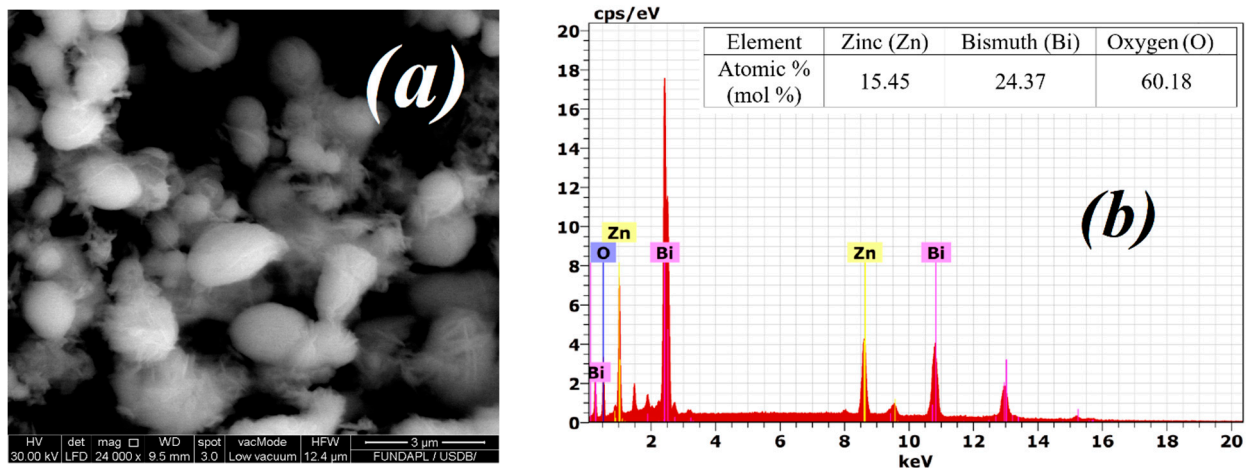 (a)
HV det mag □ WD spot vacMode HFW 3 µm
30.00 kV LFD 24 000 x 9.5 mm 3.0 Low vacuum 12.4 µm FUNDAPL / USDB/
cps/eV
Element Zinc (Zn) Bismuth (Bi) Oxygen (O)
Atomic % (mol %) 15.45 24.37 60.18
(b)
20
18
16
14
12
10
8
6
4
2
0
Zn
O Bi Zn Bi
Bi
2 4 6 8 10 12 14 16 18 20
keV